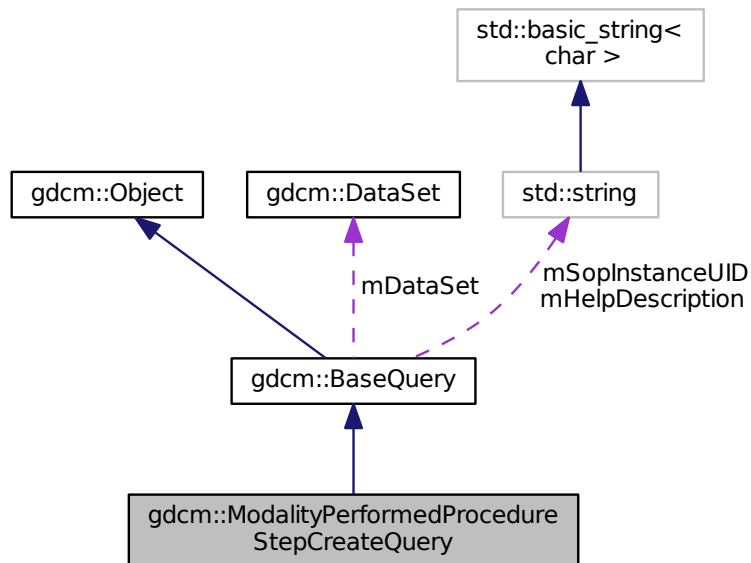 std::basic_string<
char >
gdcm::Object
gdcm::DataSet
std::string
mDataSet
mSopInstanceUID
mHelpDescription
gdcm::BaseQuery
gdcm::ModalityPerformedProcedure
StepCreateQuery